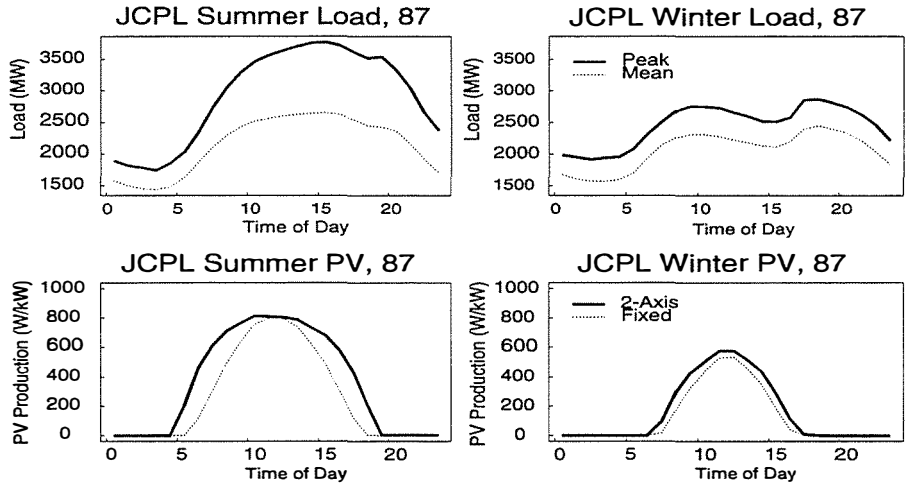 JCPL Summer Load, 87
Load (MW)
3500
3000
2500
2000
1500
0 5 10 15 20
Time of Day
JCPL Winter Load, 87
Load (MW)
3500
3000
2500
2000
1500
Peak
Mean
0 5 10 15 20
Time of Day
JCPL Summer PV, 87
PV Production (W/kW)
1000
800
600
400
200
0
0 5 10 15 20
Time of Day
JCPL Winter PV, 87
PV Production (W/kW)
1000
800
600
400
200
0
2-Axis
Fixed
0 5 10 15 20
Time of Day